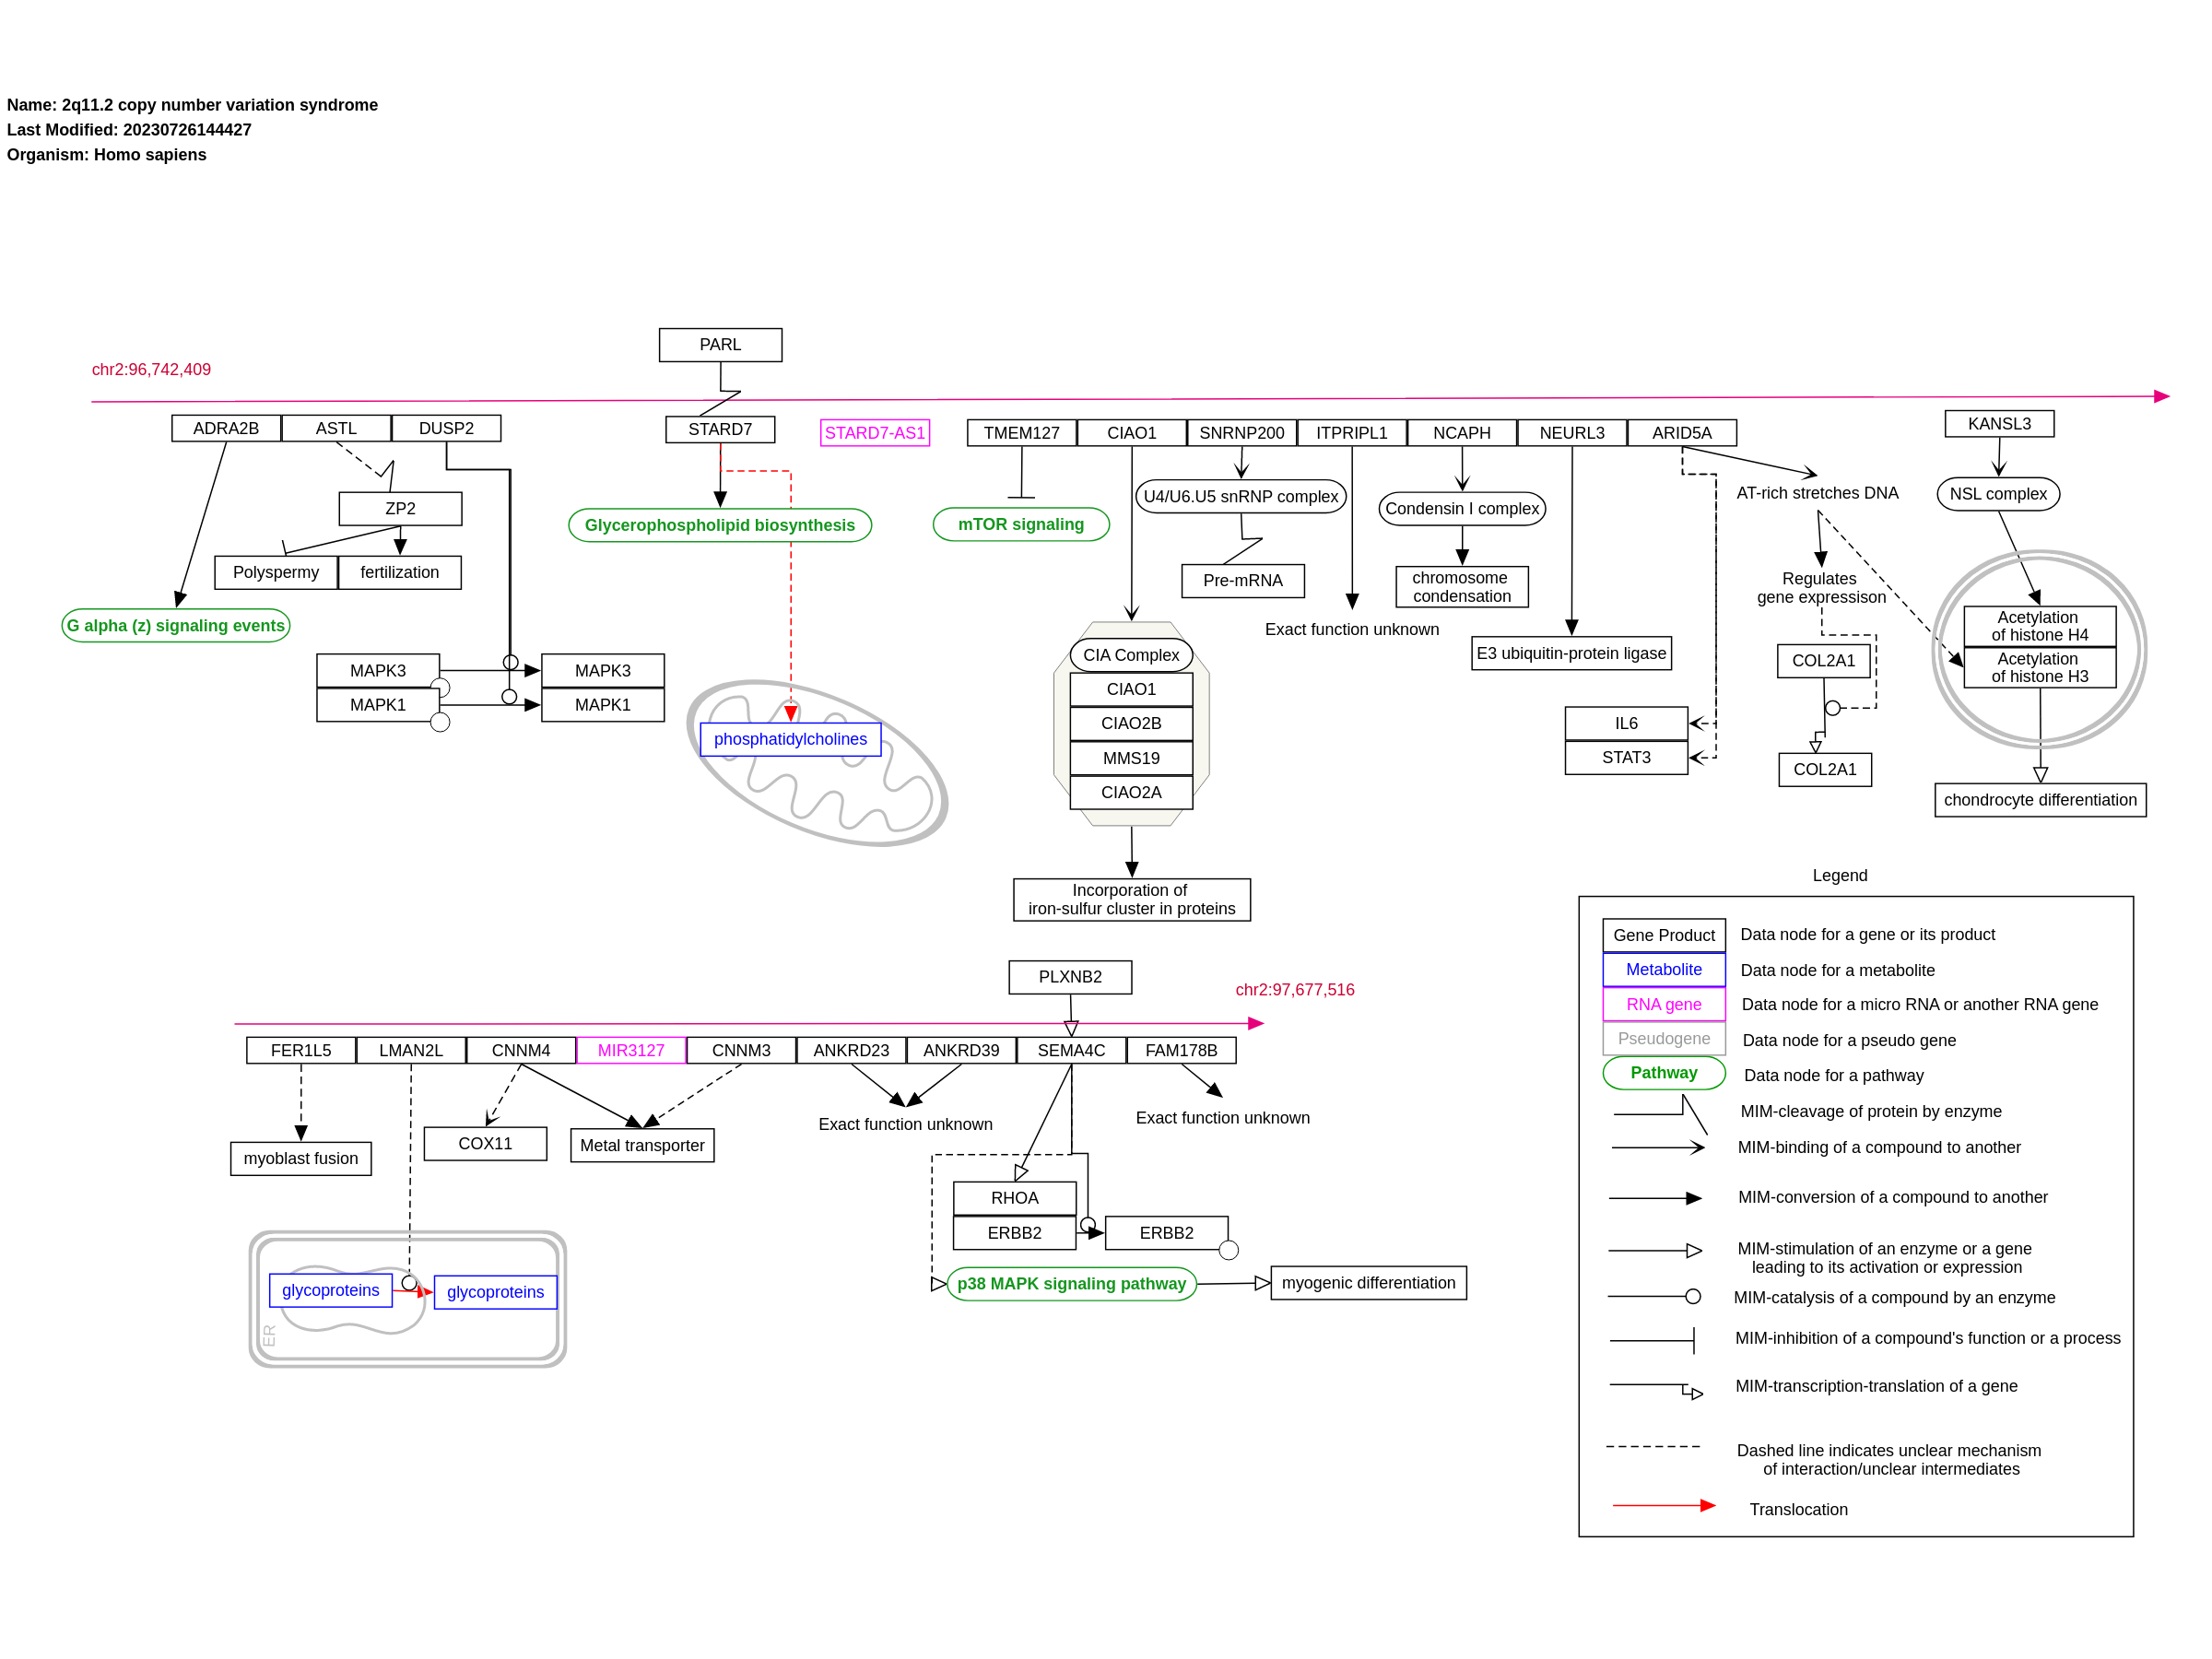 Name: 2q11.2 copy number variation syndrome
Last Modified: 20230726144427
Organism: Homo sapiens
PARL
chr2:96,742,409
ADRA2B
ASTL
DUSP2
STARD7
STARD7-AS1
TMEM127
CIAO1
SNRNP200
ITPRIPL1
NCAPH
NEURL3
ARID5A
KANSL3
ZP2
Polyspermy
fertilization
G alpha (z) signaling events
MAPK3
MAPK1
MAPK3
MAPK1
Glycerophospholipid biosynthesis
phosphatidylcholines
mTOR signaling
U4/U6.U5 snRNP complex
Pre-mRNA
Condensin I complex
chromosome
condensation
Exact function unknown
E3 ubiquitin-protein ligase
AT-rich stretches DNA
Regulates
gene expressison
NSL complex
Acetylation
of histone H4
Acetylation
of histone H3
CIA Complex
CIAO1
CIAO2B
MMS19
CIAO2A
IL6
STAT3
COL2A1
COL2A1
chondrocyte differentiation
Incorporation of
iron-sulfur cluster in proteins
PLXNB2
chr2:97,677,516
FER1L5
LMAN2L
CNNM4
MIR3127
CNNM3
ANKRD23
ANKRD39
SEMA4C
FAM178B
myoblast fusion
COX11
Metal transporter
Exact function unknown
Exact function unknown
RHOA
ERBB2
ERBB2
glycoproteins
glycoproteins
ER
p38 MAPK signaling pathway
myogenic differentiation
Legend
Gene Product
Data node for a gene or its product
Metabolite
Data node for a metabolite
RNA gene
Data node for a micro RNA or another RNA gene
Pseudogene
Data node for a pseudo gene
Pathway
Data node for a pathway
MIM-cleavage of protein by enzyme
MIM-binding of a compound to another
MIM-conversion of a compound to another
MIM-stimulation of an enzyme or a gene
leading to its activation or expression
MIM-catalysis of a compound by an enzyme
MIM-inhibition of a compound's function or a process
MIM-transcription-translation of a gene
Dashed line indicates unclear mechanism
of interaction/unclear intermediates
Translocation